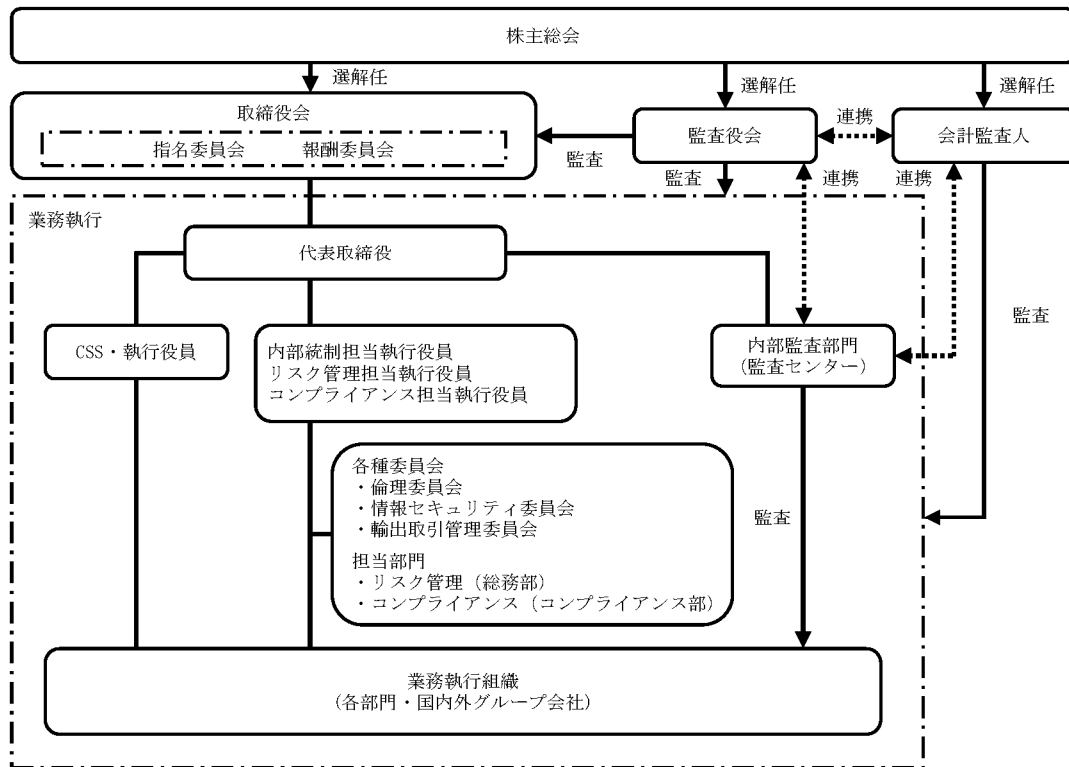 株主総会
選解任
選解任
選解任
取締役会
指名委員会 報酬委員会
監査
監査役会
連携
会計監査人
監査
連携
連携
業務執行
代表取締役
監査
CSS・執行役員
内部統制担当執行役員
リスク管理担当執行役員
コンプライアンス担当執行役員
内部監査部門
(監査センター)
各種委員会
・倫理委員会
・情報セキュリティ委員会
・輸出取引管理委員会
担当部門
・リスク管理（総務部）
・コンプライアンス（コンプライアンス部）
監査
業務執行組織
(各部門・国内外グループ会社)